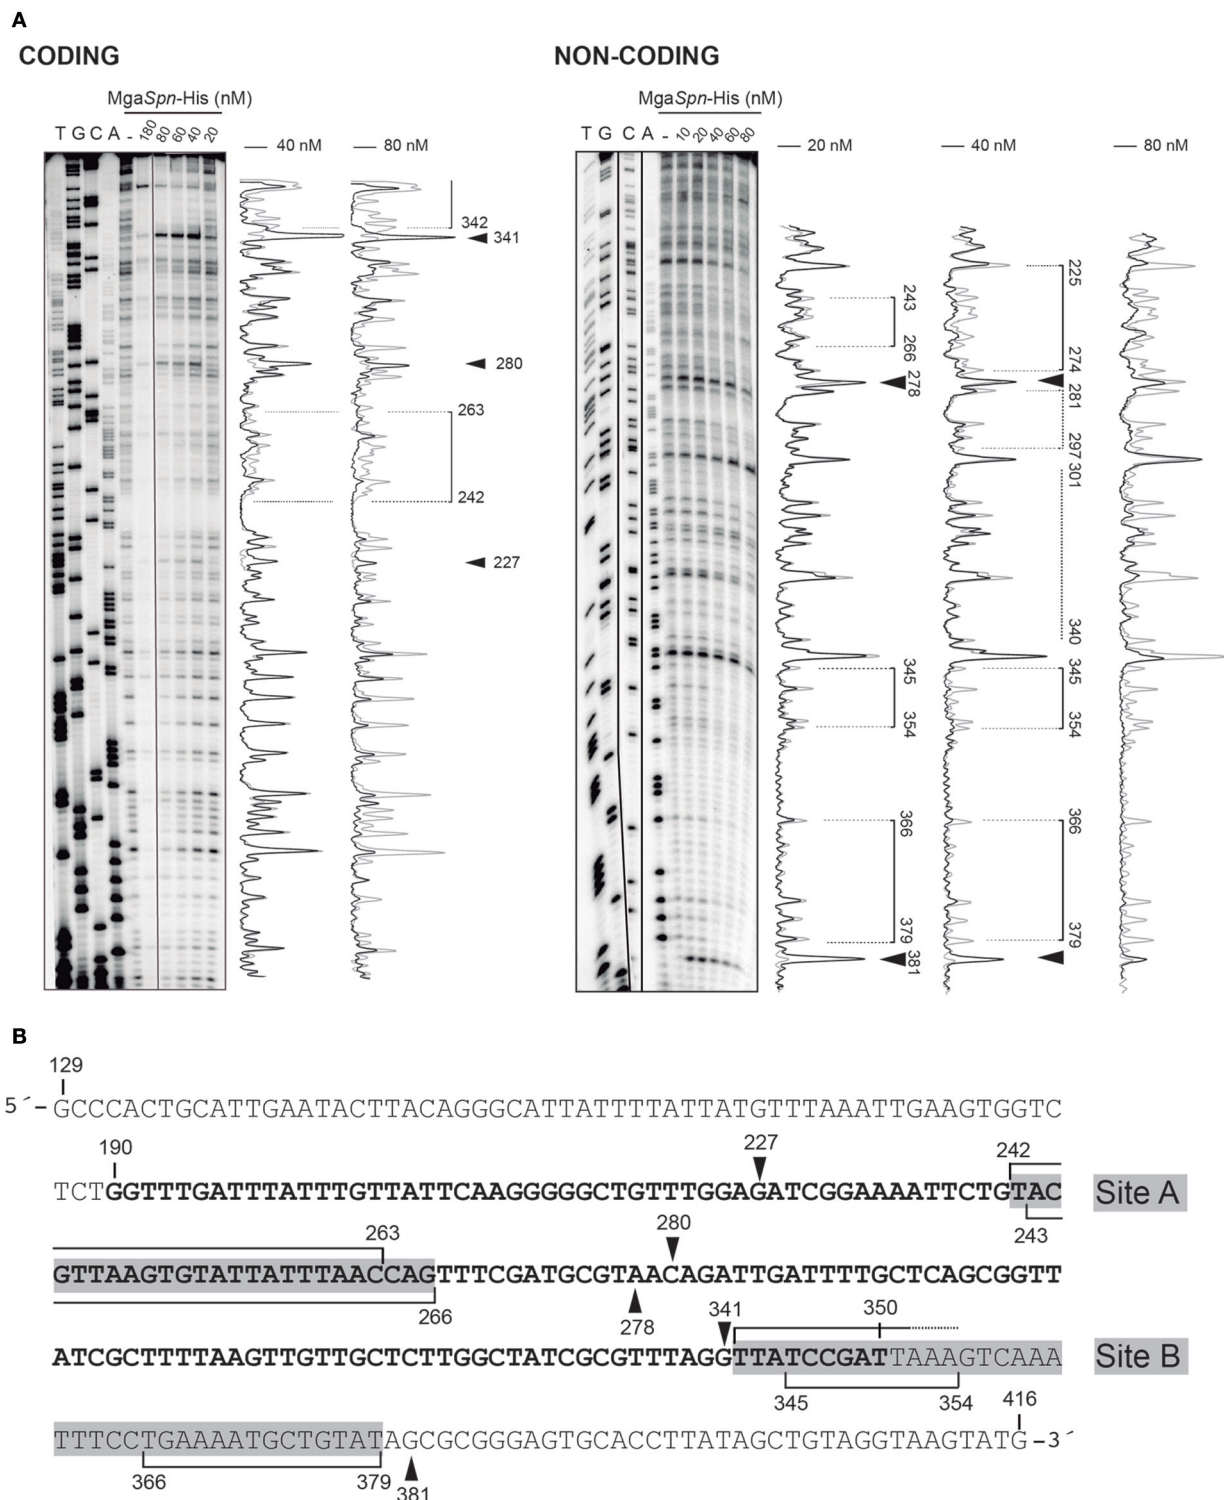 A
CODING
NON-CODING
MgaSpn-His (nM)
MgaSpn-His (nM)
T G C A - 180 80 60 40 20
40 nM
80 nM
T G C A - 10 20 40 60 80
20 nM
40 nM
80 nM
342
341
280
263
242
227
243
266
278
345
354
366
379
381
225
274
281
297
301
340
345
354
366
379
B
129
5´-GCCCACTGCATTGAATACTTACAGGGCATTATTTTATTATGTTTAAATTGAAGTGGTC
190
227
242
TCTGGTTTGATTTATTTGTTATTCAAGGGGGCTGTTTGGAGATCGGAAAATTCTGTAC
Site A
243
263
280
GTTAAGTGTATTATTTAACCAGTTTCGATGCGTAACAGATTGATTTTGCTCAGCGGTT
266
278
341
350
ATCGCTTTTAAGTTGTTGCTCTTGGCTATCGCGTTTAGGTTATCCGATTAAAGTCAAA
Site B
345
354
416
TTTCCTGAAAATGCTGTATAGCGCGGGAGTGCACCTTATAGCTGTAGGTAAGTATG-3´
366
379
381